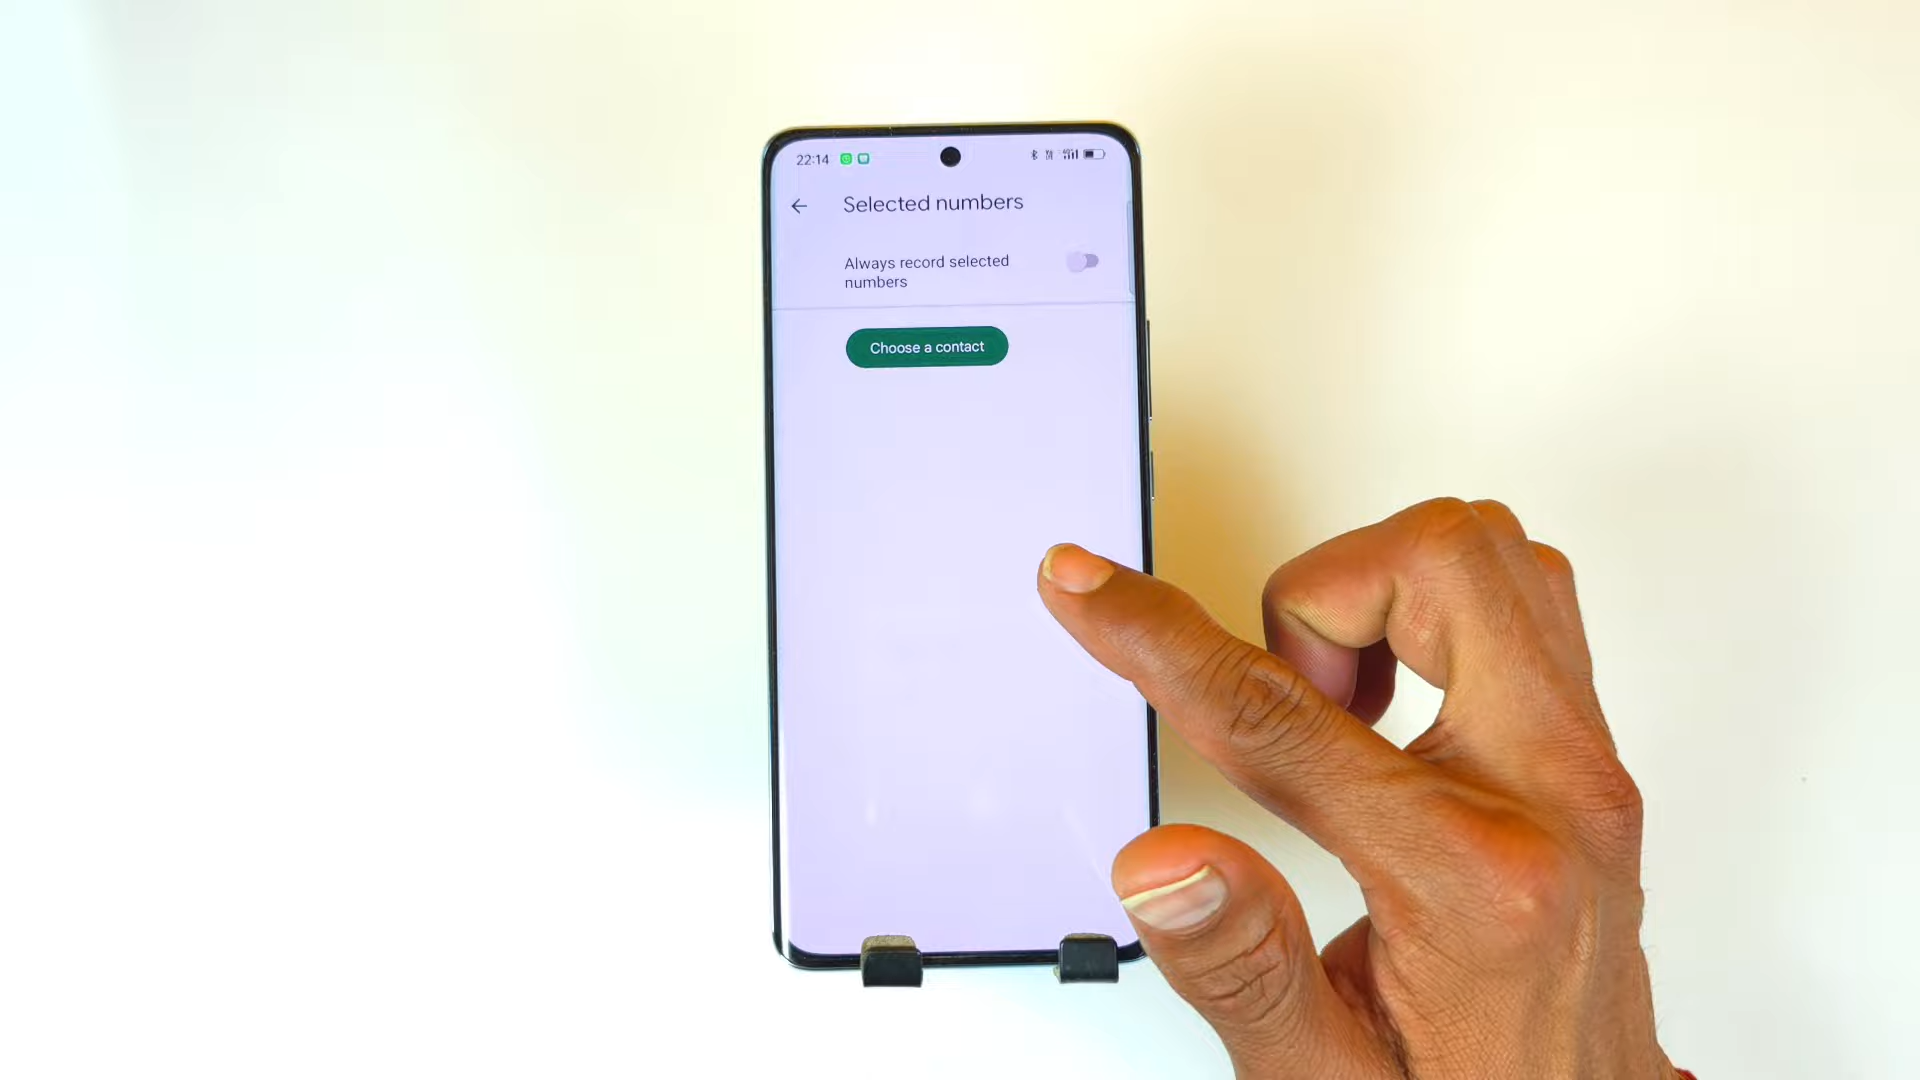 22:14
Selected numbers
Always record selected
numbers
Choose a contact